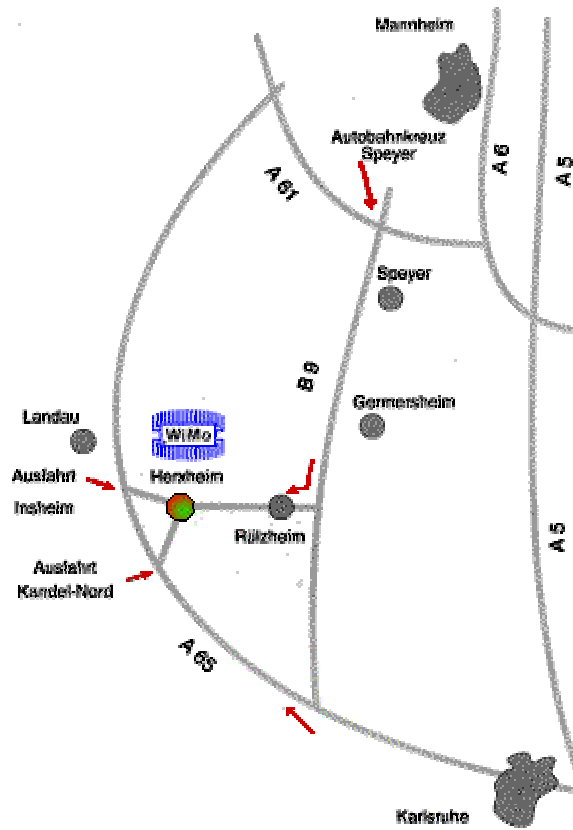 Mannheim
Autobahnkreuz
Speyer
A 61
A 6
A 5
Speyer
B 9
Germersheim
Landau
WiMo
Herxheim
Ausfahrt
Insheim
Rülzheim
A 5
Ausfahrt
Kandel-Nord
A 65
Karlsruhe